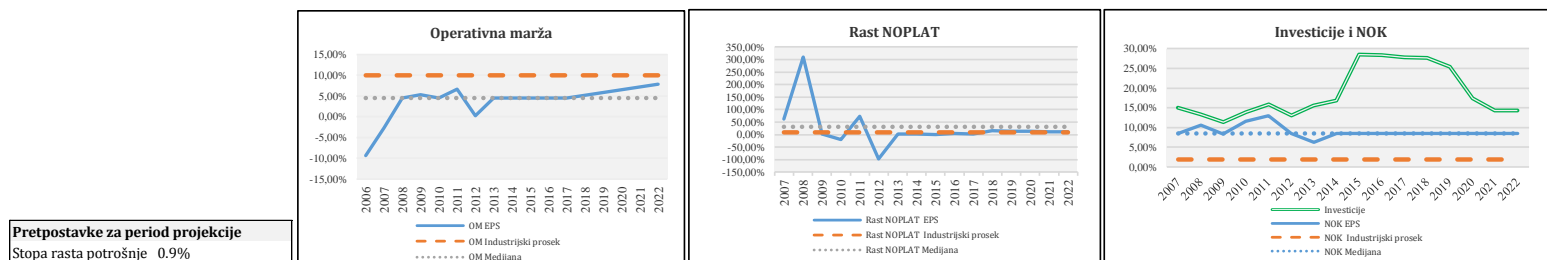 Operativna marža
15,00%
10,00%
5,00%
0,00%
-5,00%
-10,00%
-15,00%
2006 2007 2008 2009 2010 2011 2012 2013 2014 2015 2016 2017 2018 2019 2020 2021 2022
OM EPS
OM Industrijski prosek
OM Medijana
Rast NOPLAT
350,00%
300,00%
250,00%
200,00%
150,00%
100,00%
50,00%
0,00%
-50,00%
-100,00%
-150,00%
2007 2008 2009 2010 2011 2012 2013 2014 2015 2016 2017 2018 2019 2020 2021 2022
Rast NOPLAT EPS
Rast NOPLAT Industrijski prosek
Rast NOPLAT Medijana
Investicije i NOK
30,00%
25,00%
20,00%
15,00%
10,00%
5,00%
0,00%
2007 2008 2009 2010 2011 2012 2013 2014 2015 2016 2017 2018 2019 2020 2021 2022
Investicije
NOK EPS
NOK Industrijski prosek
NOK Medijana
Pretpostavke za period projekcije
Stopa rasta potrošnje 0.9%